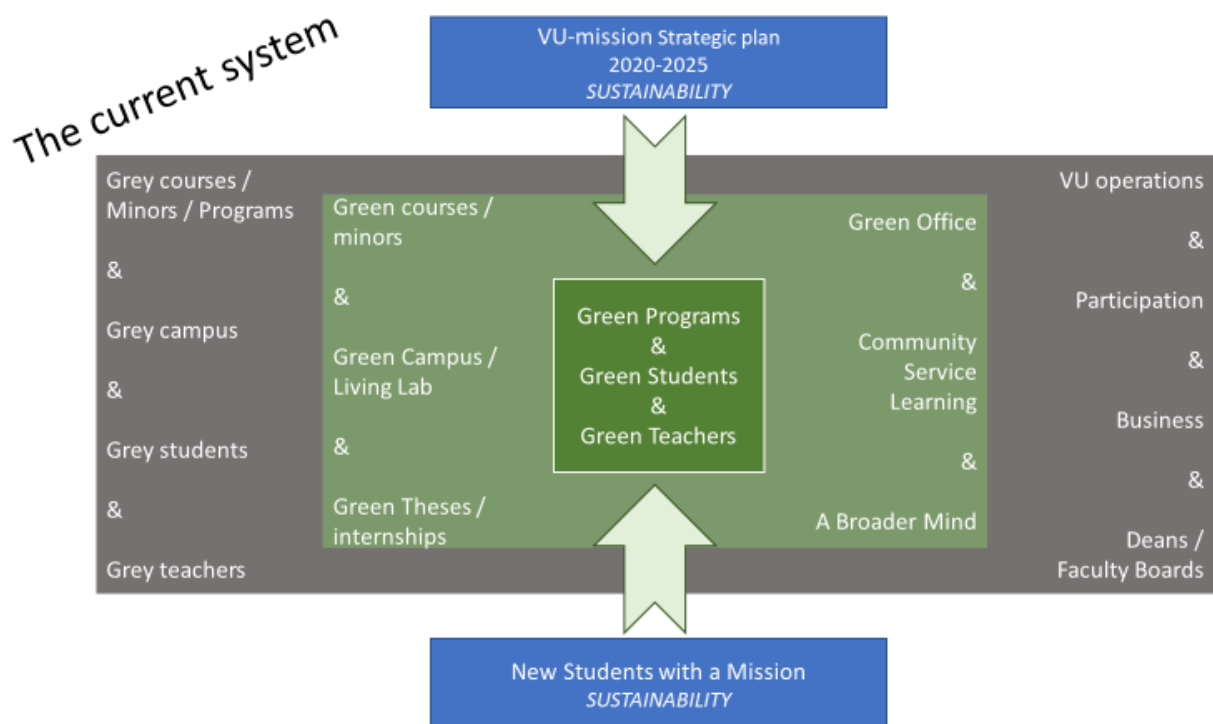 The current system
VU-mission Strategic plan
2020-2025
SUSTAINABILITY
Grey courses /
Minors / Programs
&
Grey campus
&
Grey students
&
Grey teachers
Green courses /
minors
&
Green Campus /
Living Lab
&
Green Theses /
internships
Green Programs
&
Green Students
&
Green Teachers
Green Office
&
Community
Service
Learning
&
A Broader Mind
VU operations
&
Participation
&
Business
&
Deans /
Faculty Boards
New Students with a Mission
SUSTAINABILITY